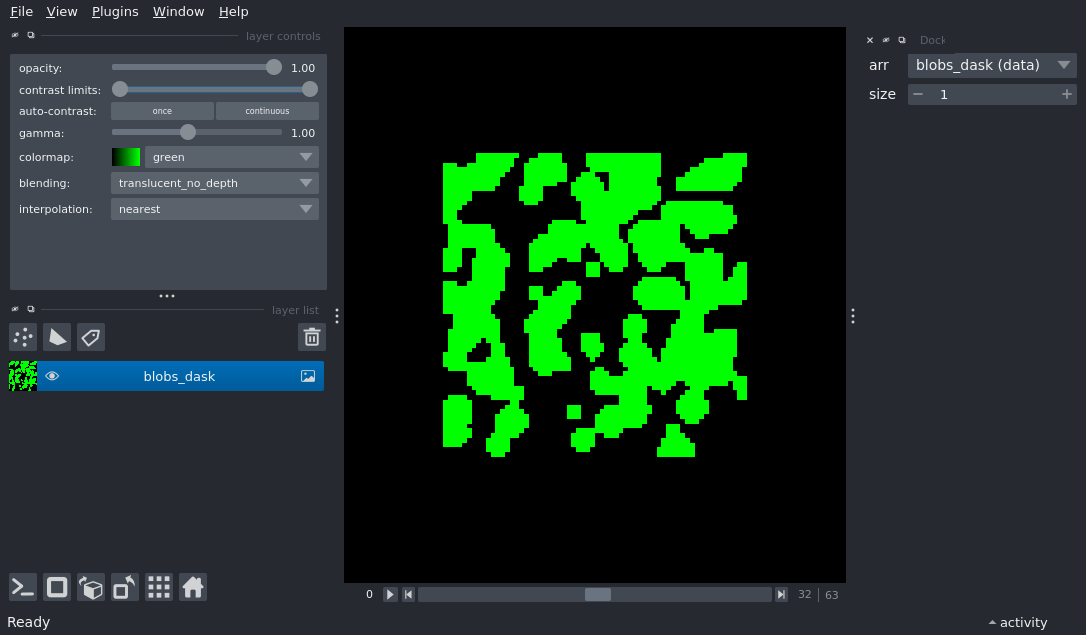 File View Plugins Window Help
layer controls
opacity: 1.00
contrast limits:
auto-contrast: once continuous
gamma: 1.00
colormap: green
blending: translucent_no_depth
interpolation: nearest
layer list
blobs_dask
0 32 63
Ready
Dock
arr blobs_dask (data)
size 1
activity